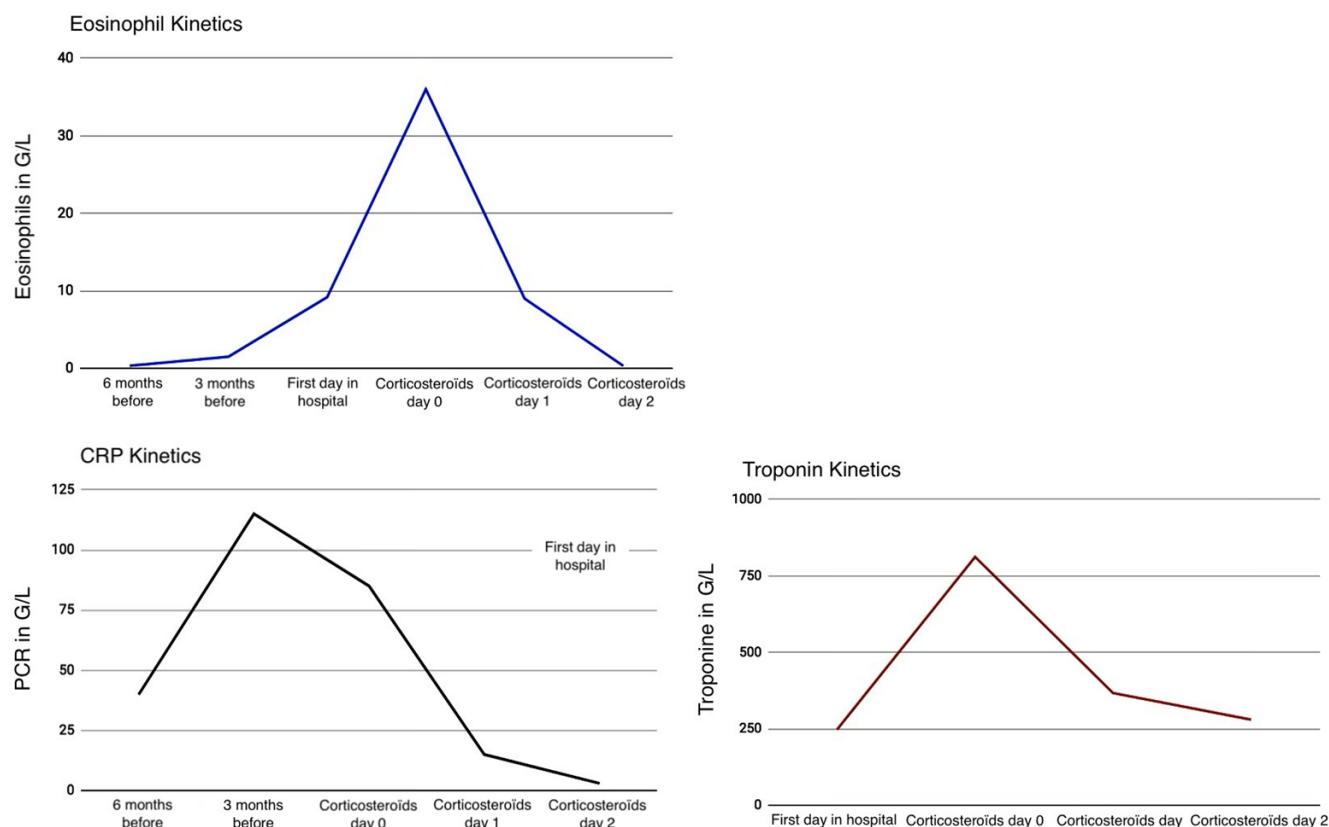 Eosinophil Kinetics
Eosinophils in G/L
40
30
20
10
0
6 months
before
3 months
before
First day in
hospital
Corticosteroïds
day 0
Corticosteroïds
day 1
Corticosteroïds
day 2
CRP Kinetics
PCR in G/L
125
100
75
50
25
0
First day in
hospital
6 months
before
3 months
before
Corticosteroïds
day 0
Corticosteroïds
day 1
Corticosteroïds
day 2
Troponin Kinetics
Troponine in G/L
1000
750
500
250
0
First day in hospital
Corticosteroïds day 0
Corticosteroïds day
Corticosteroïds day 2